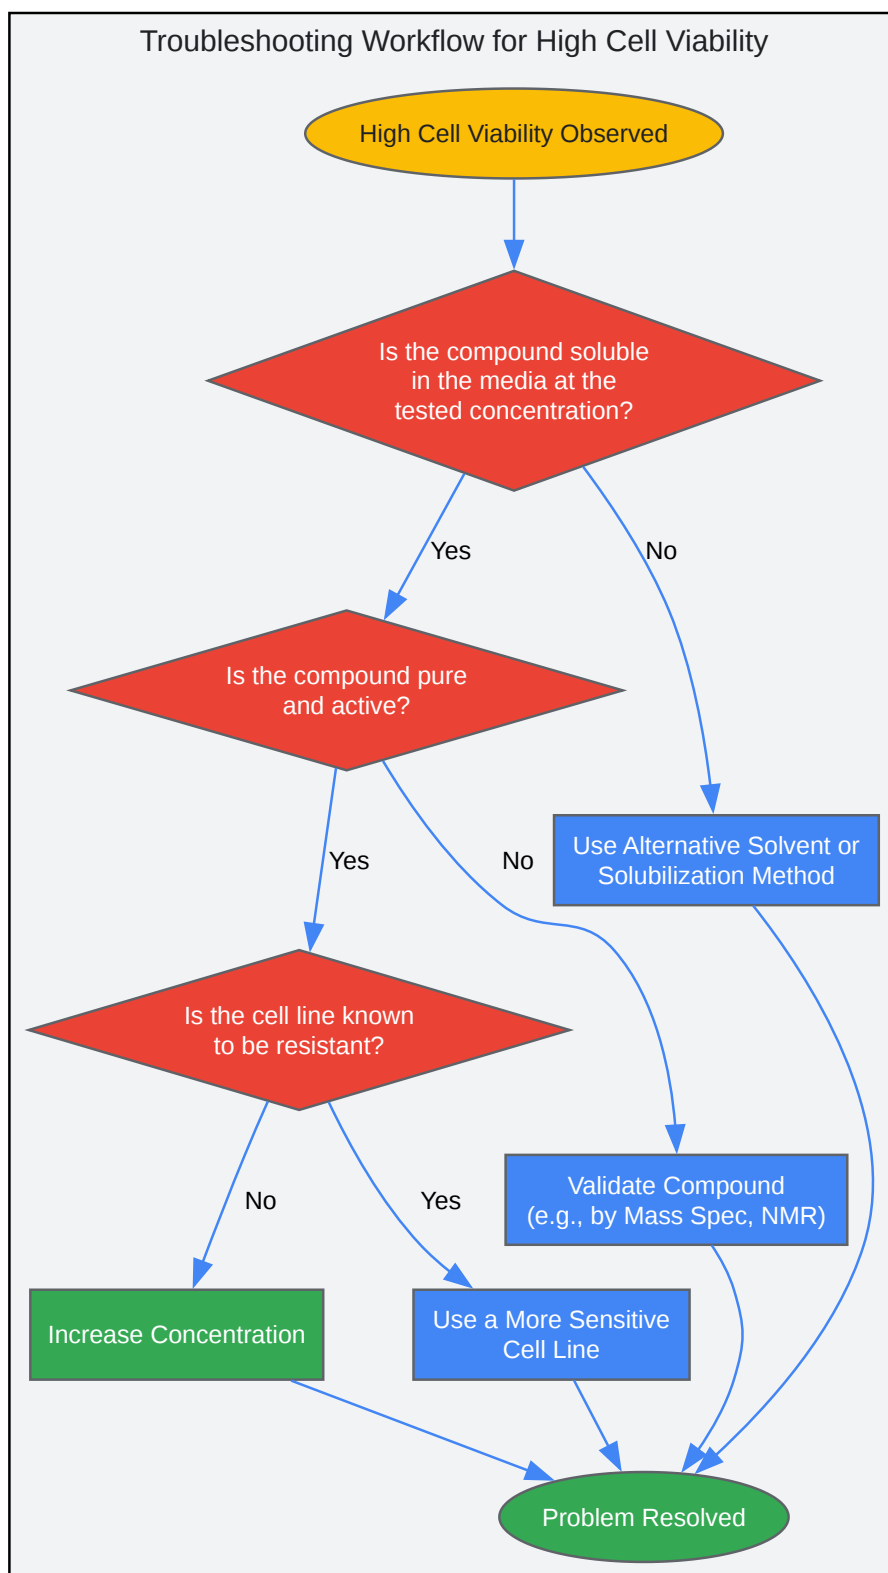 Troubleshooting Workflow for High Cell Viability
High Cell Viability Observed
Is the compound soluble
in the media at the
tested concentration?
Yes
No
Is the compound pure
and active?
Use Alternative Solvent or
Solubilization Method
Yes
No
Is the cell line known
to be resistant?
Validate Compound
(e.g., by Mass Spec, NMR)
No
Yes
Increase Concentration
Use a More Sensitive
Cell Line
Problem Resolved